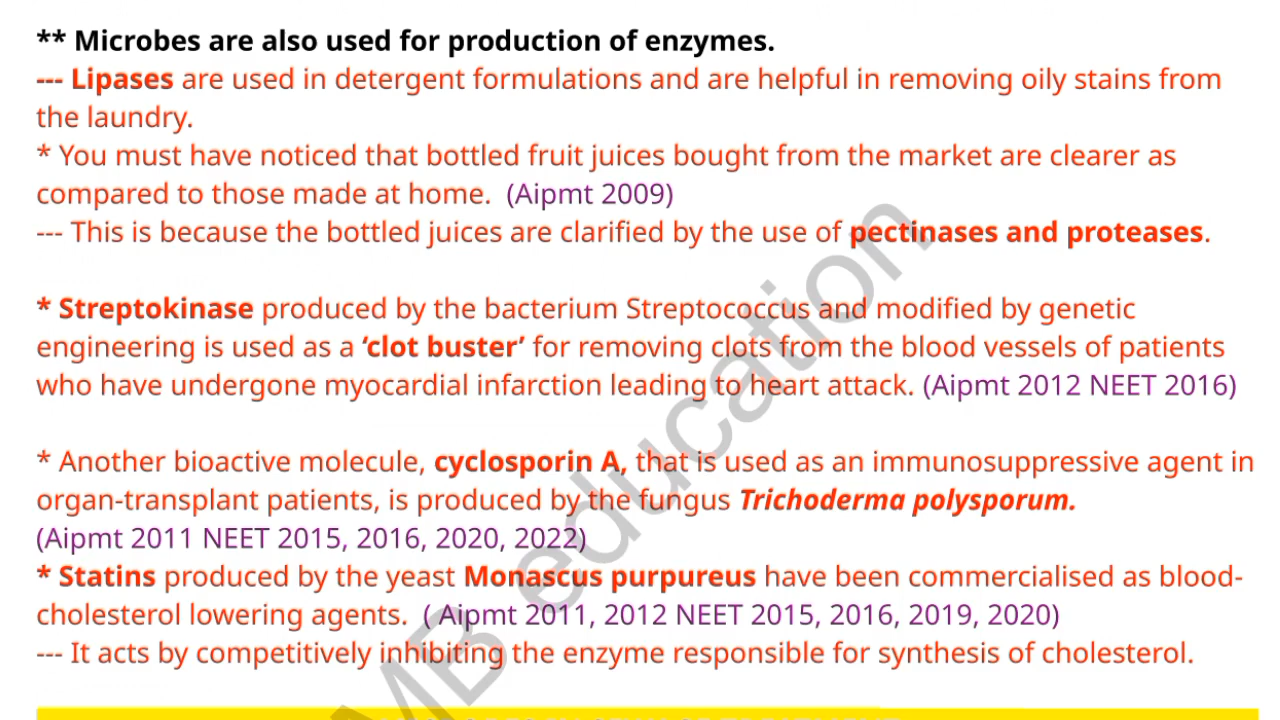 ** Microbes are also used for production of enzymes.
--- Lipases are used in detergent formulations and are helpful in removing oily stains from
the laundry.
* You must have noticed that bottled fruit juices bought from the market are clearer as
compared to those made at home.  (Aipmt 2009)
--- This is because the bottled juices are clarified by the use of pectinases and proteases.
* Streptokinase produced by the bacterium Streptococcus and modified by genetic
engineering is used as a ‘clot buster’ for removing clots from the blood vessels of patients
who have undergone myocardial infarction leading to heart attack. (Aipmt 2012 NEET 2016)
* Another bioactive molecule, cyclosporin A, that is used as an immunosuppressive agent in
organ-transplant patients, is produced by the fungus Trichoderma polysporum.
(Aipmt 2011 NEET 2015, 2016, 2020, 2022)
* Statins produced by the yeast Monascus purpureus have been commercialised as blood-
cholesterol lowering agents.  ( Aipmt 2011, 2012 NEET 2015, 2016, 2019, 2020)
--- It acts by competitively inhibiting the enzyme responsible for synthesis of cholesterol.
MB education